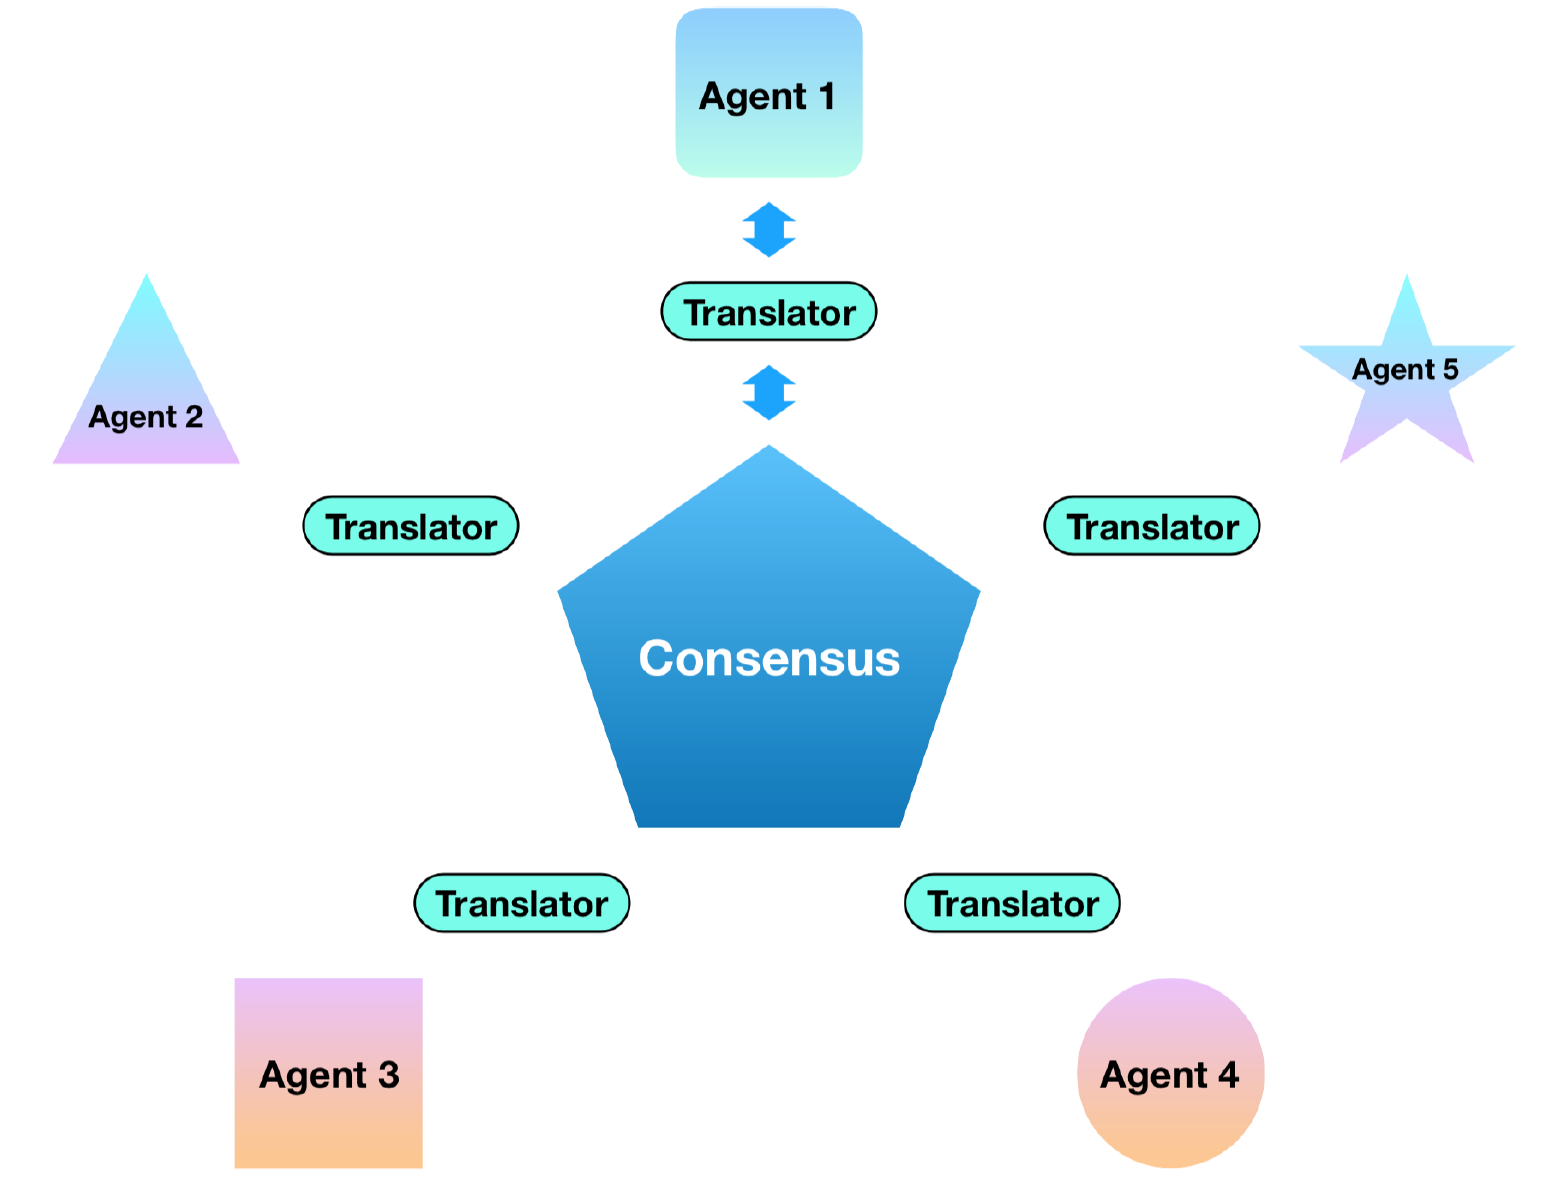 Agent 1
Translator
Agent 2
Agent 5
Translator
Translator
Consensus
Translator
Translator
Agent 3
Agent 4